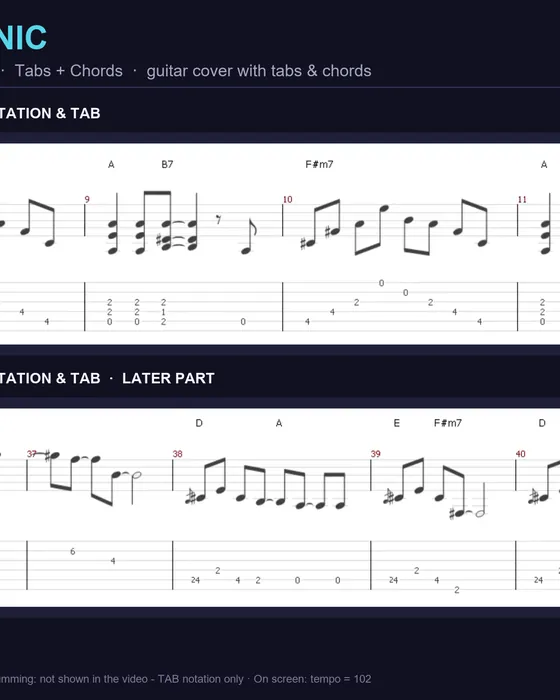 NIC
· Tabs + Chords · guitar cover with tabs & chords
TATION & TAB
A B7 F#m7 A
9 10 11
0
0
2 2 2 2 2 2
4 2 2 1 4 4 2
4 0 0 2 0 4 4 0
TATION & TAB · LATER PART
D A E F#m7 D
37 38 39 40
6
4
2 2 2
24 4 2 0 0 24 4 24
2
mming: not shown in the video - TAB notation only · On screen: tempo = 102